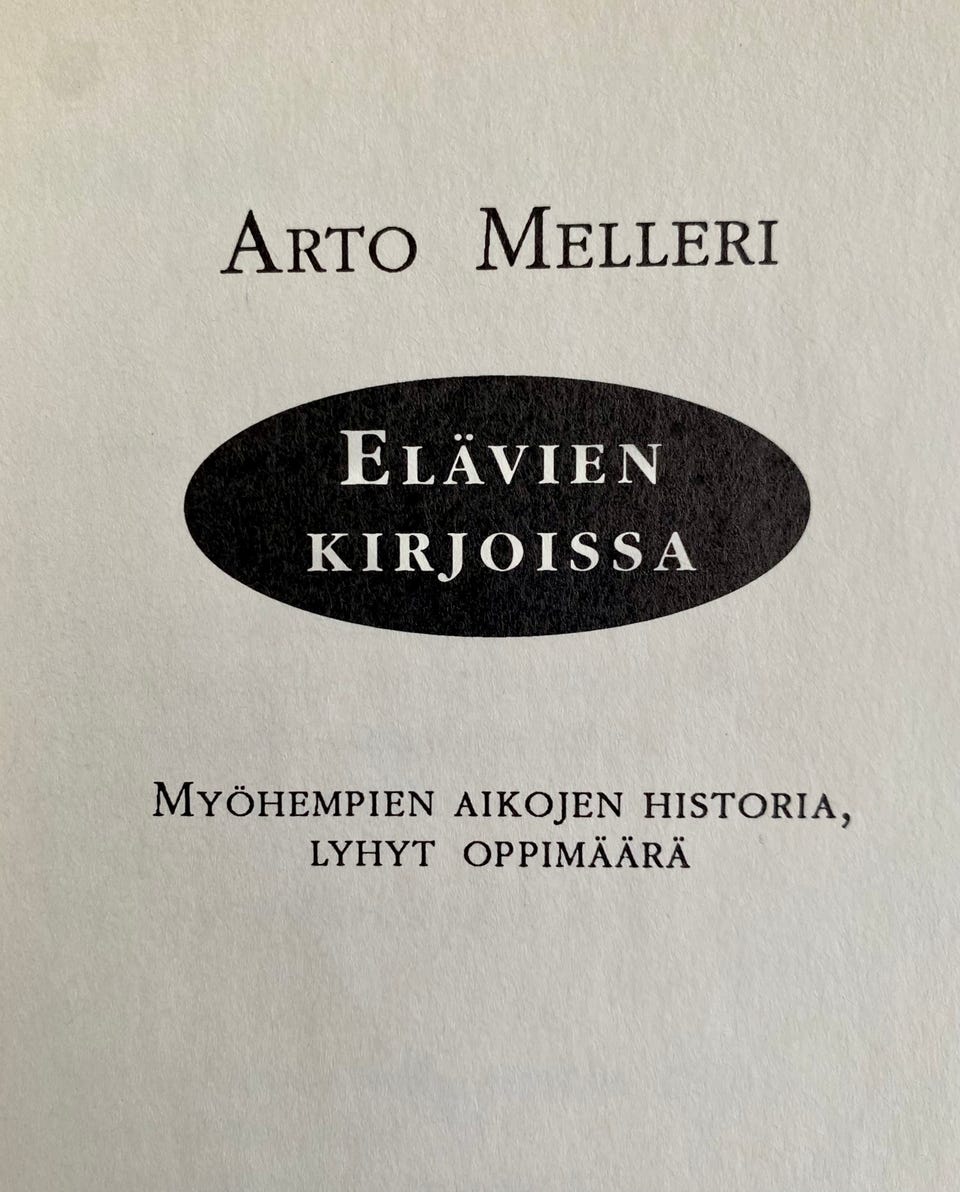 Arto Melleri
Elävien
kirjoissa
Myöhempien aikojen historia,
lyhyt oppimäärä